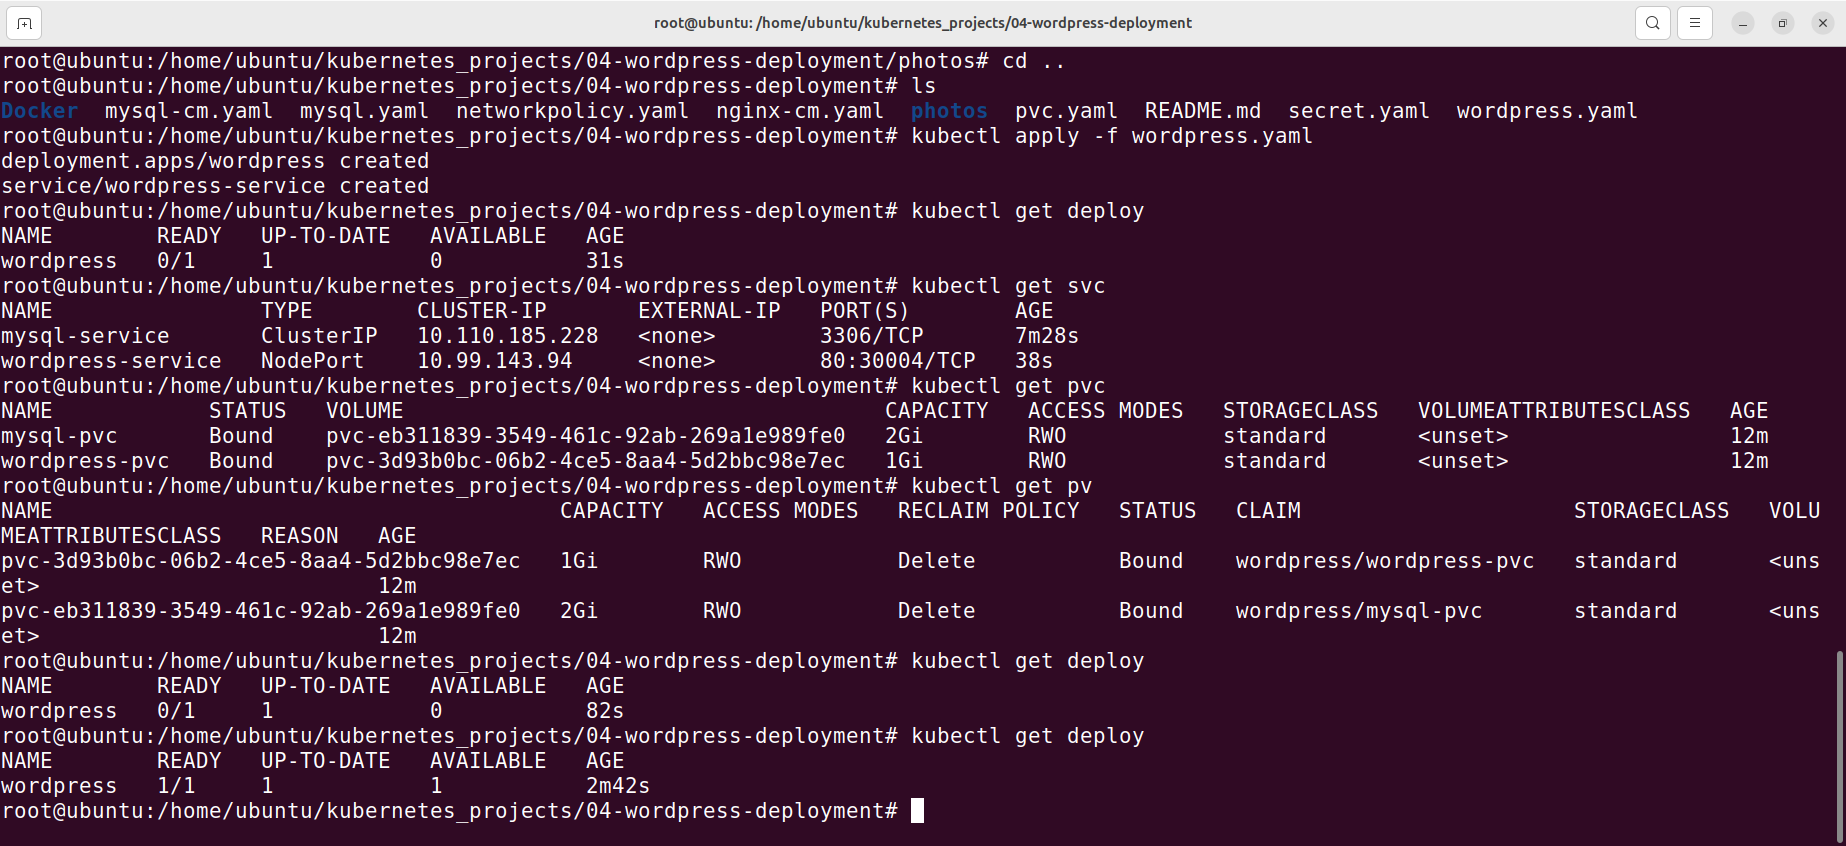 root@ubuntu: /home/ubuntu/kubernetes_projects/04-wordpress-deployment
root@ubuntu:/home/ubuntu/kubernetes_projects/04-wordpress-deployment/photos# cd ..
root@ubuntu:/home/ubuntu/kubernetes_projects/04-wordpress-deployment# ls
Docker  mysql-cm.yaml  mysql.yaml  networkpolicy.yaml  nginx-cm.yaml  photos  pvc.yaml  README.md  secret.yaml  wordpress.yaml
root@ubuntu:/home/ubuntu/kubernetes_projects/04-wordpress-deployment# kubectl apply -f wordpress.yaml
deployment.apps/wordpress created
service/wordpress-service created
root@ubuntu:/home/ubuntu/kubernetes_projects/04-wordpress-deployment# kubectl get deploy
NAME        READY   UP-TO-DATE   AVAILABLE   AGE
wordpress   0/1     1            0           31s
root@ubuntu:/home/ubuntu/kubernetes_projects/04-wordpress-deployment# kubectl get svc
NAME                TYPE        CLUSTER-IP       EXTERNAL-IP   PORT(S)        AGE
mysql-service       ClusterIP   10.110.185.228   <none>        3306/TCP       7m28s
wordpress-service   NodePort    10.99.143.94     <none>        80:30004/TCP   38s
root@ubuntu:/home/ubuntu/kubernetes_projects/04-wordpress-deployment# kubectl get pvc
NAME            STATUS   VOLUME                                     CAPACITY   ACCESS MODES   STORAGECLASS   VOLUMEATTRIBUTESCLASS   AGE
mysql-pvc       Bound    pvc-eb311839-3549-461c-92ab-269a1e989fe0   2Gi        RWO            standard       <unset>                 12m
wordpress-pvc   Bound    pvc-3d93b0bc-06b2-4ce5-8aa4-5d2bbc98e7ec   1Gi        RWO            standard       <unset>                 12m
root@ubuntu:/home/ubuntu/kubernetes_projects/04-wordpress-deployment# kubectl get pv
NAME                                       CAPACITY   ACCESS MODES   RECLAIM POLICY   STATUS   CLAIM                     STORAGECLASS   VOLU
MEATTRIBUTESCLASS   REASON   AGE
pvc-3d93b0bc-06b2-4ce5-8aa4-5d2bbc98e7ec   1Gi        RWO            Delete           Bound    wordpress/wordpress-pvc   standard       <uns
et>                          12m
pvc-eb311839-3549-461c-92ab-269a1e989fe0   2Gi        RWO            Delete           Bound    wordpress/mysql-pvc       standard       <uns
et>                          12m
root@ubuntu:/home/ubuntu/kubernetes_projects/04-wordpress-deployment# kubectl get deploy
NAME        READY   UP-TO-DATE   AVAILABLE   AGE
wordpress   0/1     1            0           82s
root@ubuntu:/home/ubuntu/kubernetes_projects/04-wordpress-deployment# kubectl get deploy
NAME        READY   UP-TO-DATE   AVAILABLE   AGE
wordpress   1/1     1            1           2m42s
root@ubuntu:/home/ubuntu/kubernetes_projects/04-wordpress-deployment#